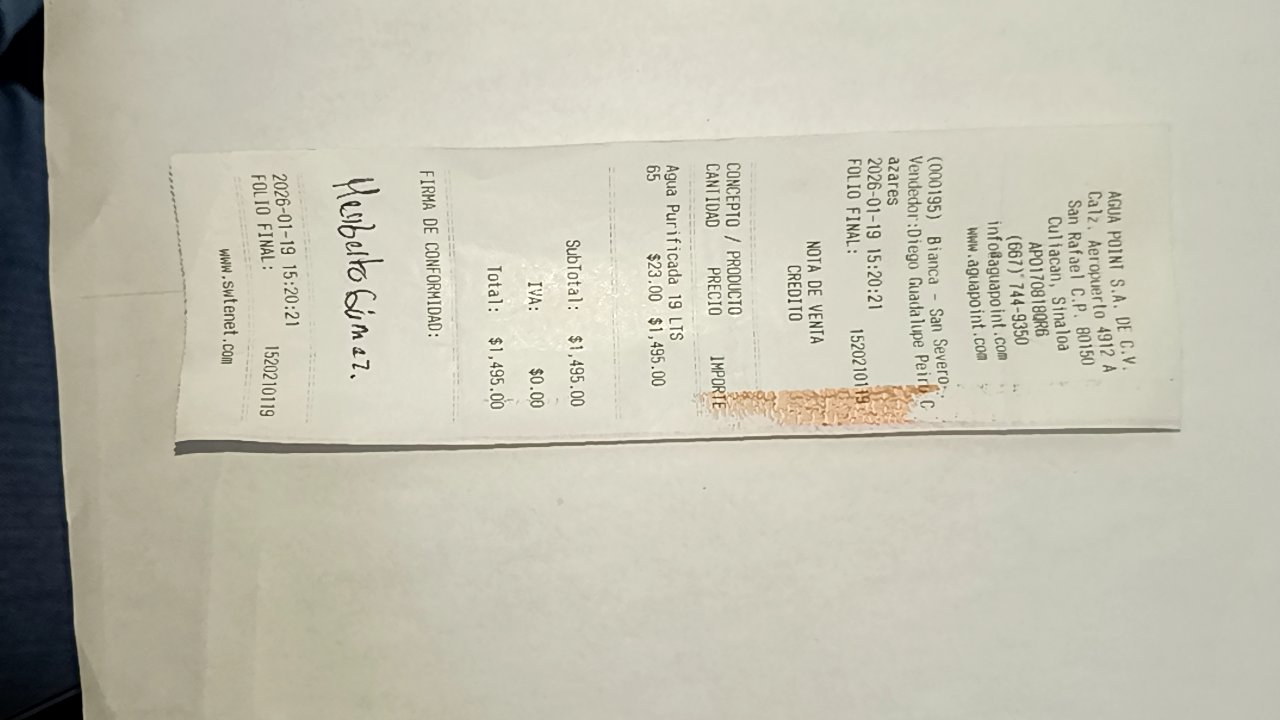 AGUA POINT S.A. DE C.V.
Calz. Aeropuerto 4912 A
San Rafael C.P. 80150
Culiacan, Sinaloa
APO170818QR6
(667) 744-9350
info@aguapoint.com
www.aguapoint.com
(000195) Bianca - San Severo, C
Vendedor:Diego Guadalupe Peiro C
azares
2026-01-19 15:20:21
FOLIO FINAL: 1520210119
NOTA DE VENTA
CREDITO
CONCEPTO / PRODUCTO
CANTIDAD PRECIO IMPORTE
Agua Purificada 19 LTS
65 $23.00 $1,495.00
SubTotal: $1,495.00
IVA: $0.00
Total: $1,495.00
FIRMA DE CONFORMIDAD:
Heriberto Gómez.
2026-01-19 15:20:21
FOLIO FINAL: 1520210119
www.swtenet.com